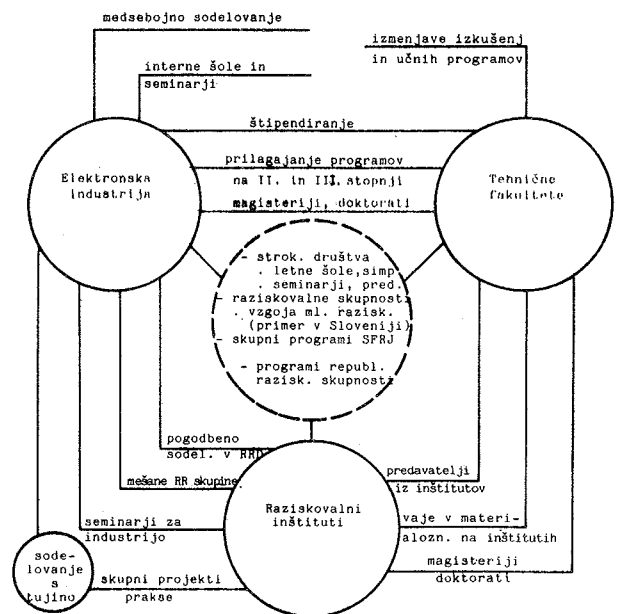 medsebojno sodelovanje
izmenjave izkušenj
in učnih programov
interne šole in
seminarji
štipendiranje
prilagajanje programov
na II. in III. stopnji
magisteriji, doktorati
Elektronska
industrija
Tehnične
fakultete
- strok. društva
. letne šole,simp.
. seminarji, pred.
- raziskovalne skupnosti
. vzgoja ml. razisk.
(primer v Sloveniji)
- skupni programi SFRJ
- programi republ.
razisk. skupnosti
pogodbeno
sodel. v RRD
mešane RR skupine
predavatelji
iz inštitutov
Raziskovalni
inštituti
seminarji za
industrijo
vaje v materi-
alozn. na inštitutih
magisteriji
doktorati
sode-
lovanje
s
tujino
skupni projekti
prakse